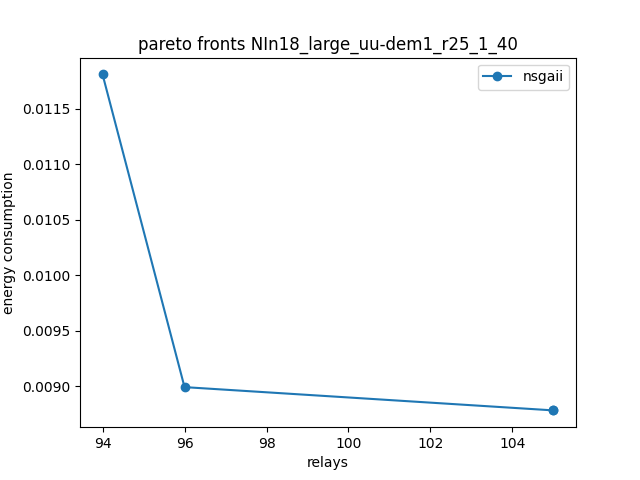 pareto fronts NIn18_large_uu-dem1_r25_1_40
nsgaii
energy consumption
0.0115
0.0110
0.0105
0.0100
0.0095
0.0090
94 96 98 100 102 104
relays